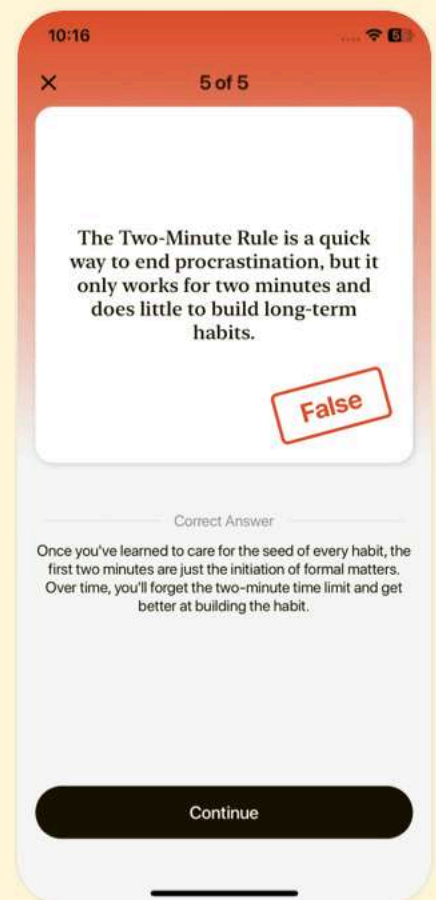 10:16
5
5 of 5
The Two-Minute Rule is a quick
way to end procrastination, but it
only works for two minutes and
does little to build long-term
habits.
False
Correct Answer
Once you've learned to care for the seed of every habit, the
first two minutes are just the initiation of formal matters.
Over time, you'll forget the two-minute time limit and get
better at building the habit.
Continue